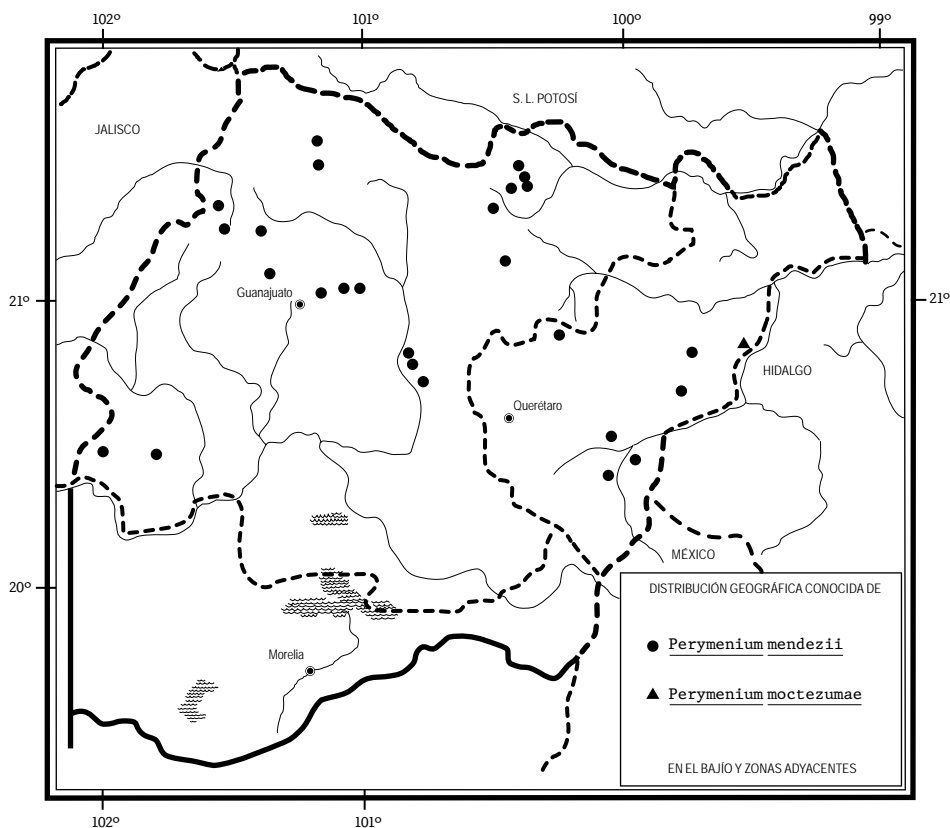 102º 101º 100º 99º
S. L. POTOSÍ
JALISCO
Guanajuato
21º 21º
HIDALGO
Querétaro
MÉXICO
20º
DISTRIBUCIÓN GEOGRÁFICA CONOCIDA DE
Perymenium mendezii
Morelia
Perymenium moctezumae
EN EL BAJÍO Y ZONAS ADYACENTES
102º 101º